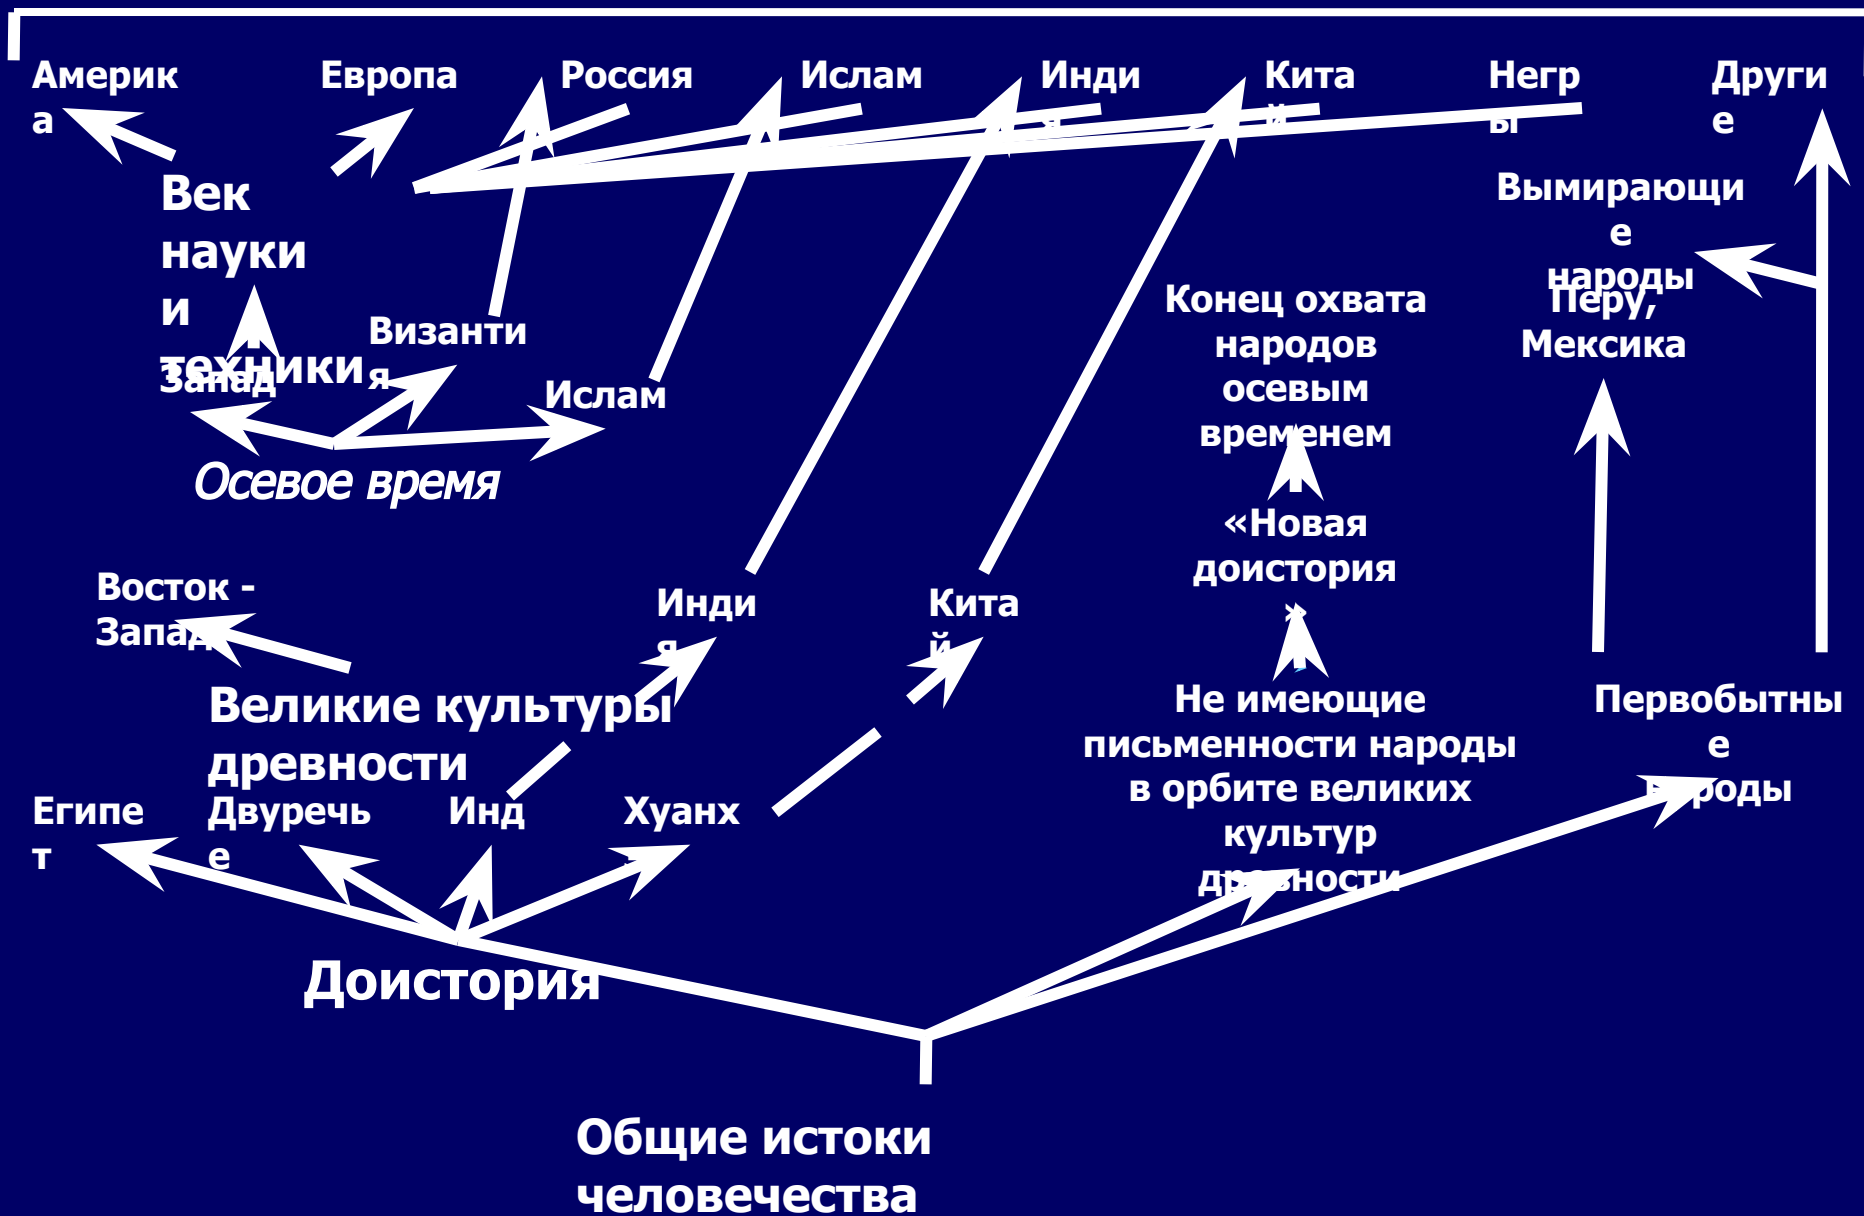 Америк
а
Европа
Россия
Ислам
Инди
я
Кита
й
Негр
ы
Други
е
Век
науки
и
техники
Вымирающи
е
народы
Перу,
Мексика
Конец охвата
народов
осевым
временем
Византи
я
Запад
Ислам
Осевое время
«Новая
доистория
»
Восток -
Запад
Инди
я
Кита
й
Великие культуры
древности
Не имеющие
письменности народы
в орбите великих
культур
древности
Первобытны
е
народы
Египе
т
Двуречь
е
Инд
Хуанх
Доистория
Общие истоки
человечества